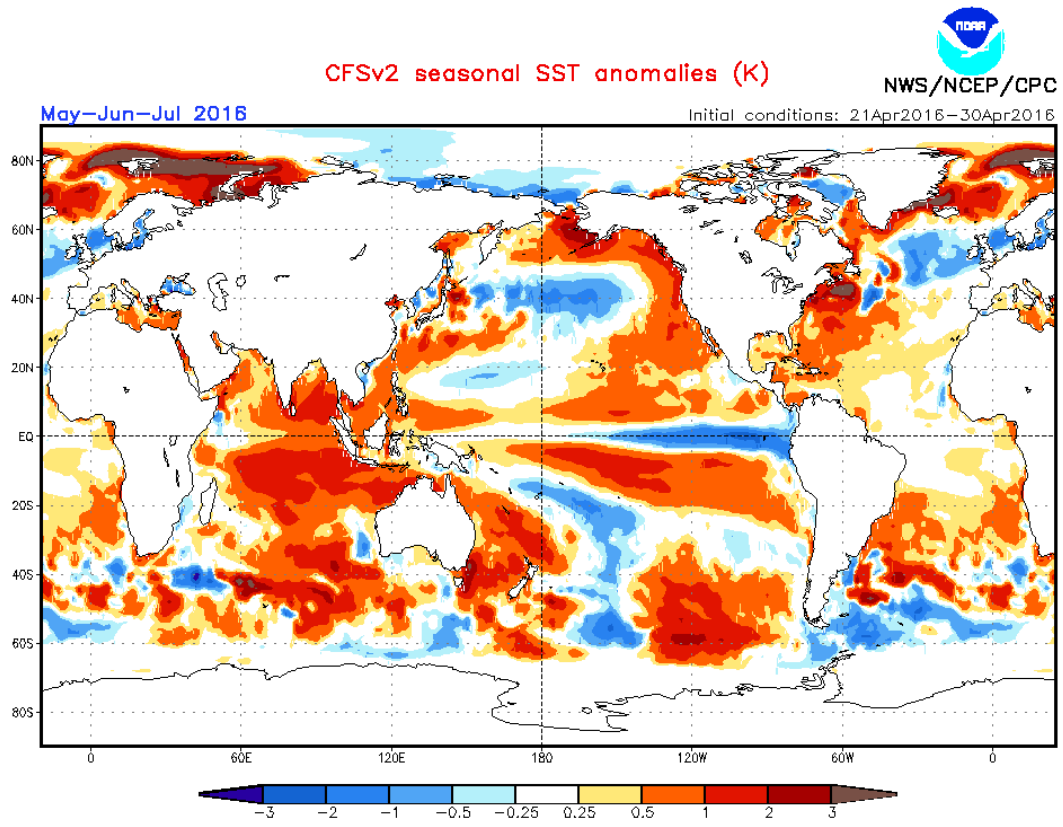 NOAA
NWS/NCEP/CPC
CFSv2 seasonal SST anomalies (K)
May-Jun-Jul 2016
Initial conditions: 21Apr2016-30Apr2016
80N
60N
40N
20N
EQ
20S
40S
60S
80S
0 60E 120E 180 120W 60W 0
-3 -2 -1 -0.5 -0.25 0.25 0.5 1 2 3